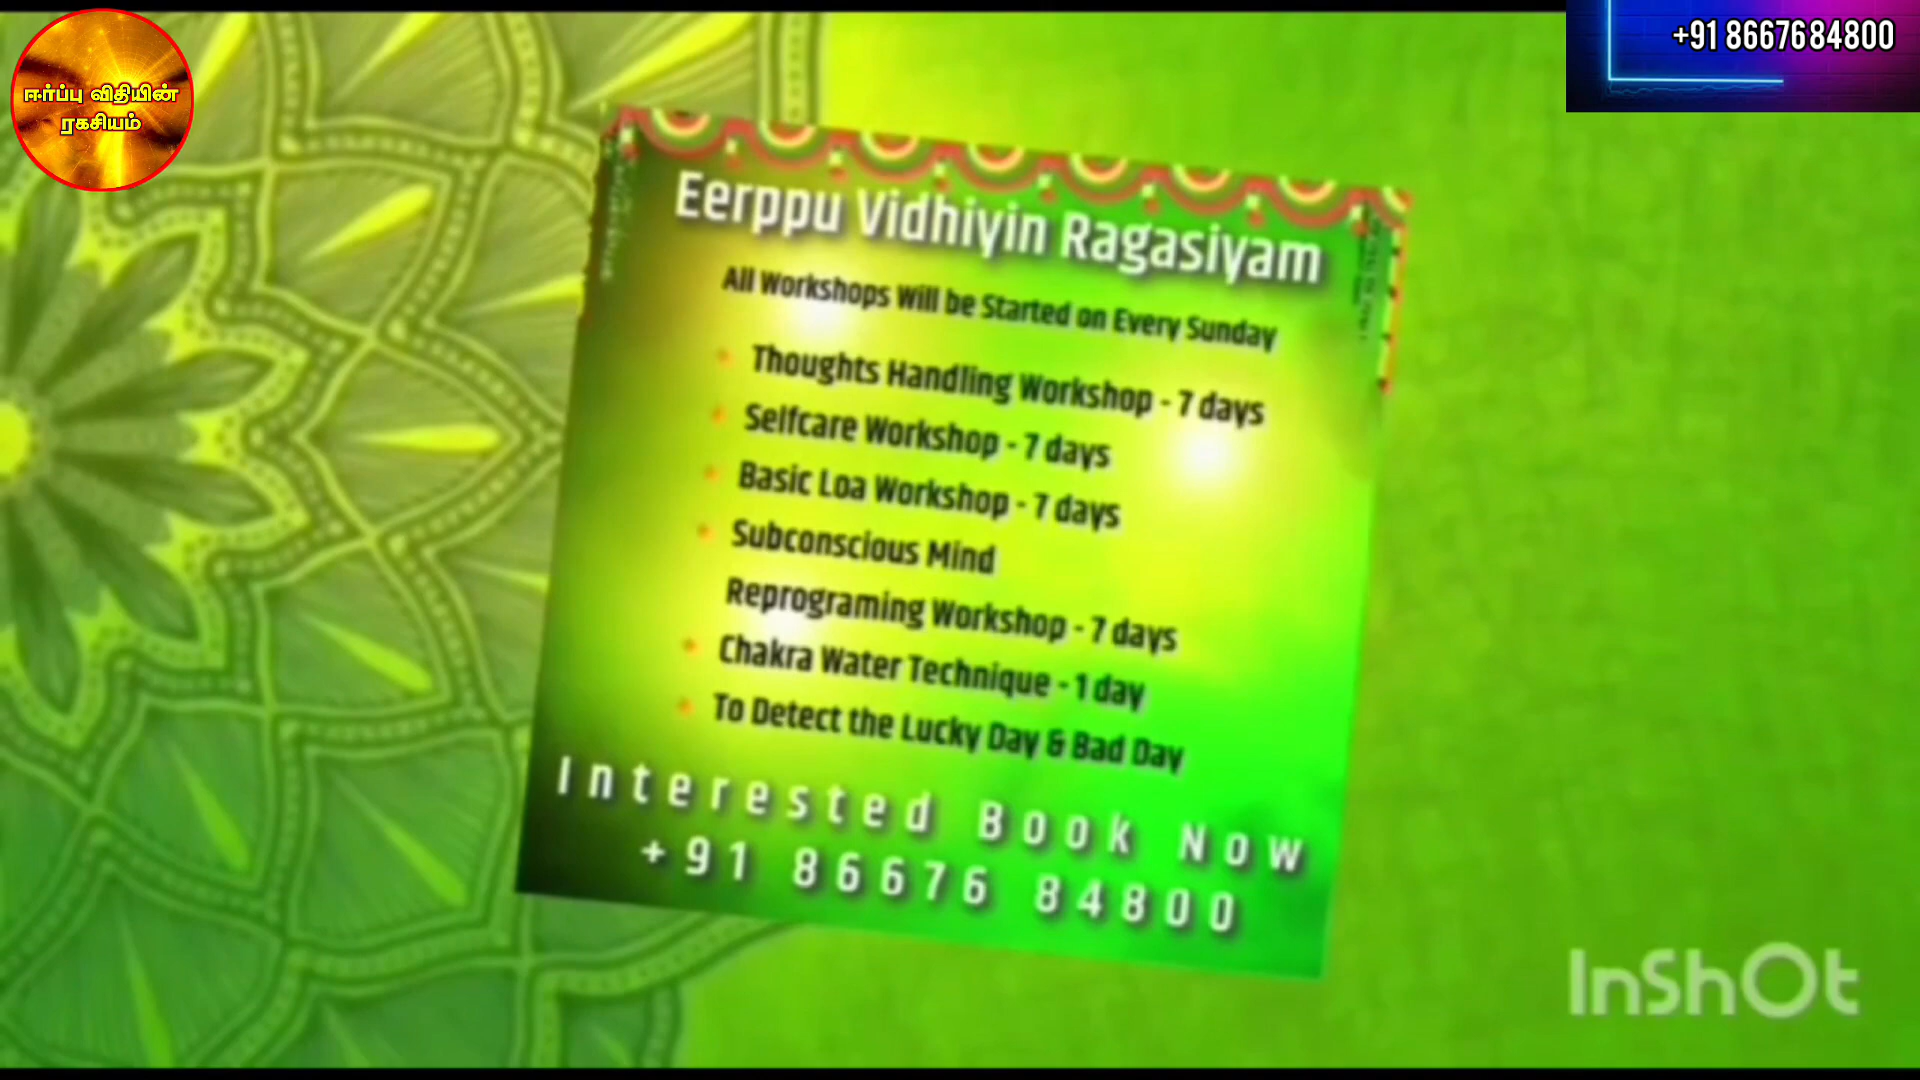 ஈர்ப்பு விதியின்
ரகசியம்
+91 8667684800
Eerppu Vidhiyin Ragasiyam
All Workshops Will be Started on Every Sunday
Thoughts Handling Workshop - 7 days
Selfcare Workshop - 7 days
Basic Loa Workshop - 7 days
Subconscious Mind
Reprograming Workshop - 7 days
Chakra Water Technique - 1 day
To Detect the Lucky Day & Bad Day
Interested Book Now
+91 86676 84800
InShOt